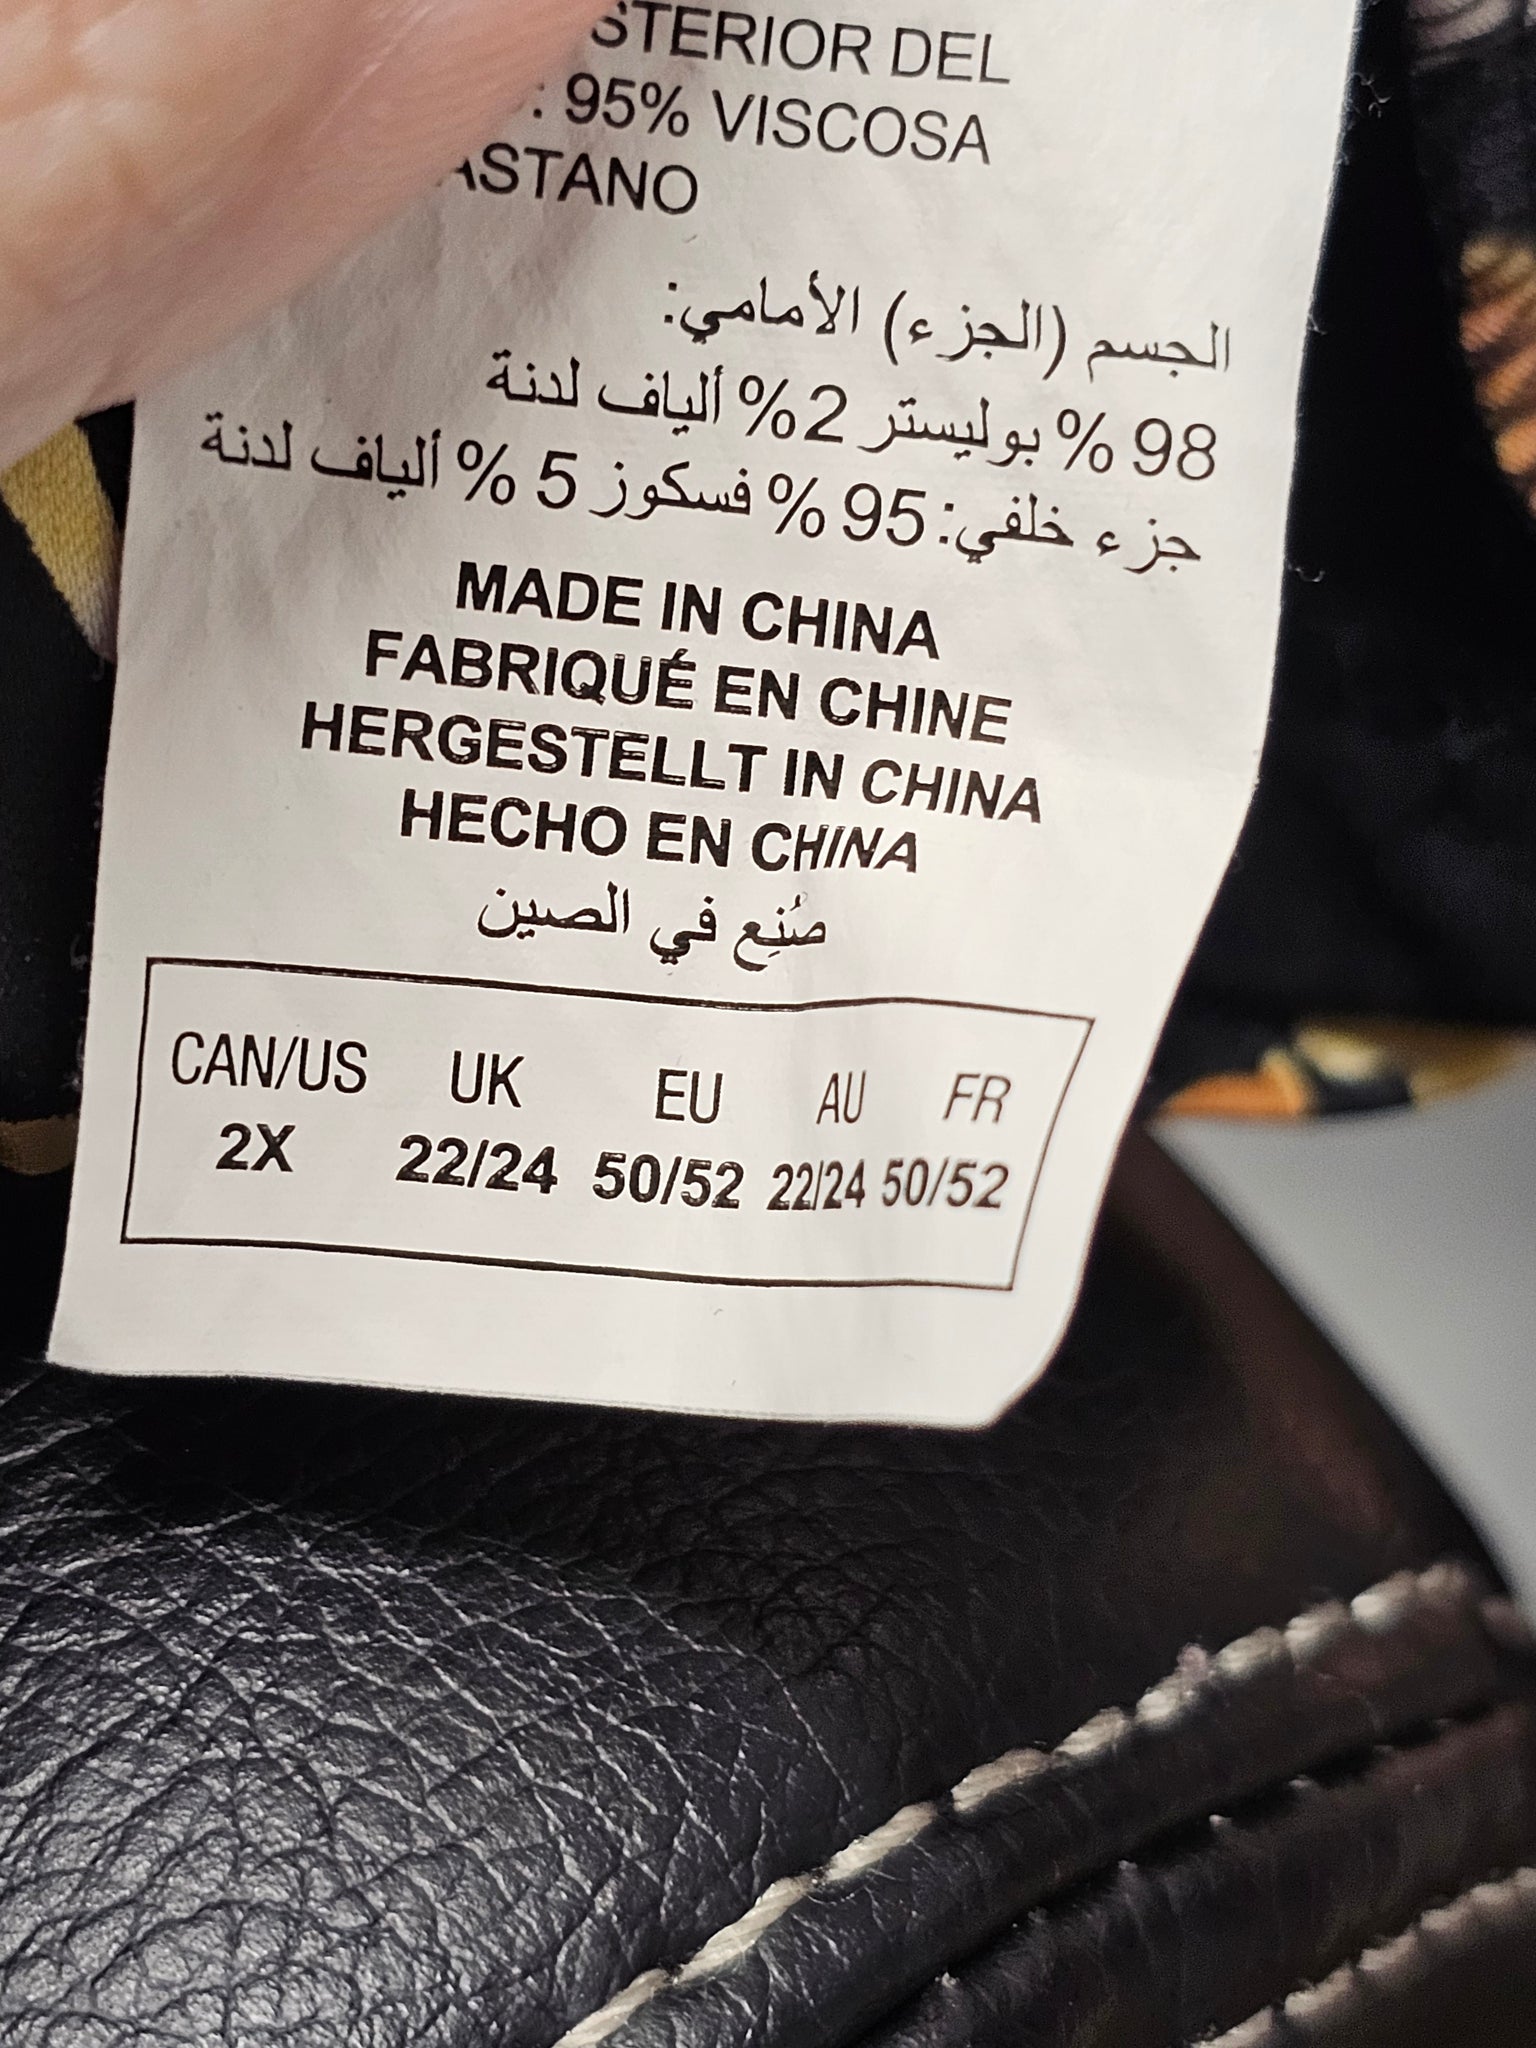 DEL
: 95% VISCOSA
الجسم (الجزء) الأمامي:
98 % بوليستر 2% ألياف لدنة
جزء خلفي: 95 % فسكوز 5 % ألياف لدنة
MADE IN CHINA
FABRIQUÉ EN CHINE
HERGESTELLT IN CHINA
HECHO EN CHINA
صُنِع في الصين
CAN/US UK EU AU FR
2X 22/24 50/52 22/24 50/52